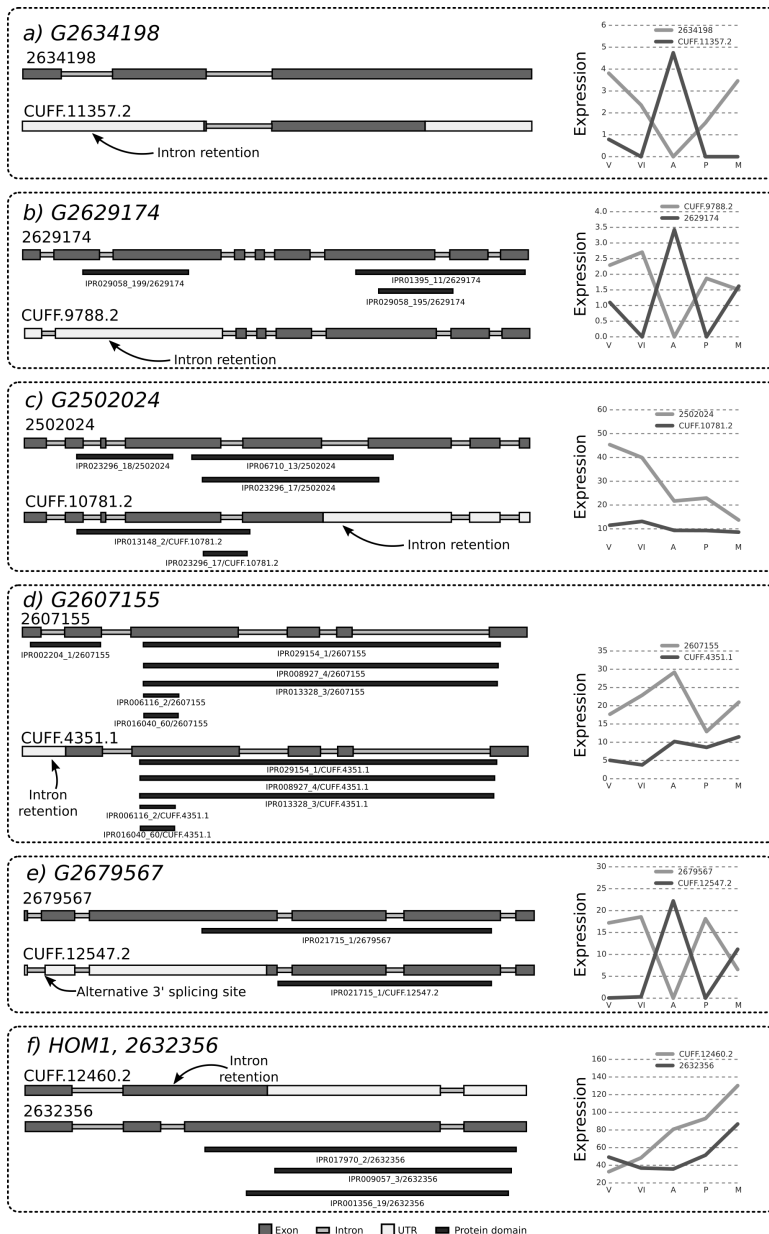 a) G2634198
2634198
CUFF.11357.2
Intron retention
Expression
2634198
CUFF.11357.2
6
5
4
3
2
1
0
V VI A P M
b) G2629174
2629174
IPR029058_199/2629174
IPR01395_11/2629174
IPR029058_195/2629174
CUFF.9788.2
Intron retention
Expression
CUFF.9788.2
2629174
4.0
3.5
3.0
2.5
2.0
1.5
1.0
0.5
0.0
V VI A P M
c) G2502024
2502024
IPR023296_18/2502024
IPR06710_13/2502024
IPR023296_17/2502024
CUFF.10781.2
IPR013148_2/CUFF.10781.2
IPR023296_17/CUFF.10781.2
Intron retention
Expression
2502024
CUFF.10781.2
60
50
40
30
20
10
V VI A P M
d) G2607155
2607155
IPR002204_1/2607155
IPR029154_1/2607155
IPR008927_4/2607155
IPR013328_3/2607155
IPR006116_2/2607155
IPR016040_60/2607155
CUFF.4351.1
Intron
retention
IPR029154_1/CUFF.4351.1
IPR008927_4/CUFF.4351.1
IPR013328_3/CUFF.4351.1
IPR006116_2/CUFF.4351.1
IPR016040_60/CUFF.4351.1
Expression
2607155
CUFF.4351.1
35
30
25
20
15
10
5
0
V VI A P M
e) G2679567
2679567
IPR021715_1/2679567
CUFF.12547.2
Alternative 3' splicing site
IPR021715_1/CUFF.12547.2
Expression
2679567
CUFF.12547.2
30
25
20
15
10
5
0
V VI A P M
f) HOM1, 2632356
CUFF.12460.2
Intron
retention
2632356
IPR017970_2/2632356
IPR009057_3/2632356
IPR001356_19/2632356
Expression
CUFF.12460.2
2632356
160
140
120
100
80
60
40
20
V VI A P M
Exon Intron UTR Protein domain